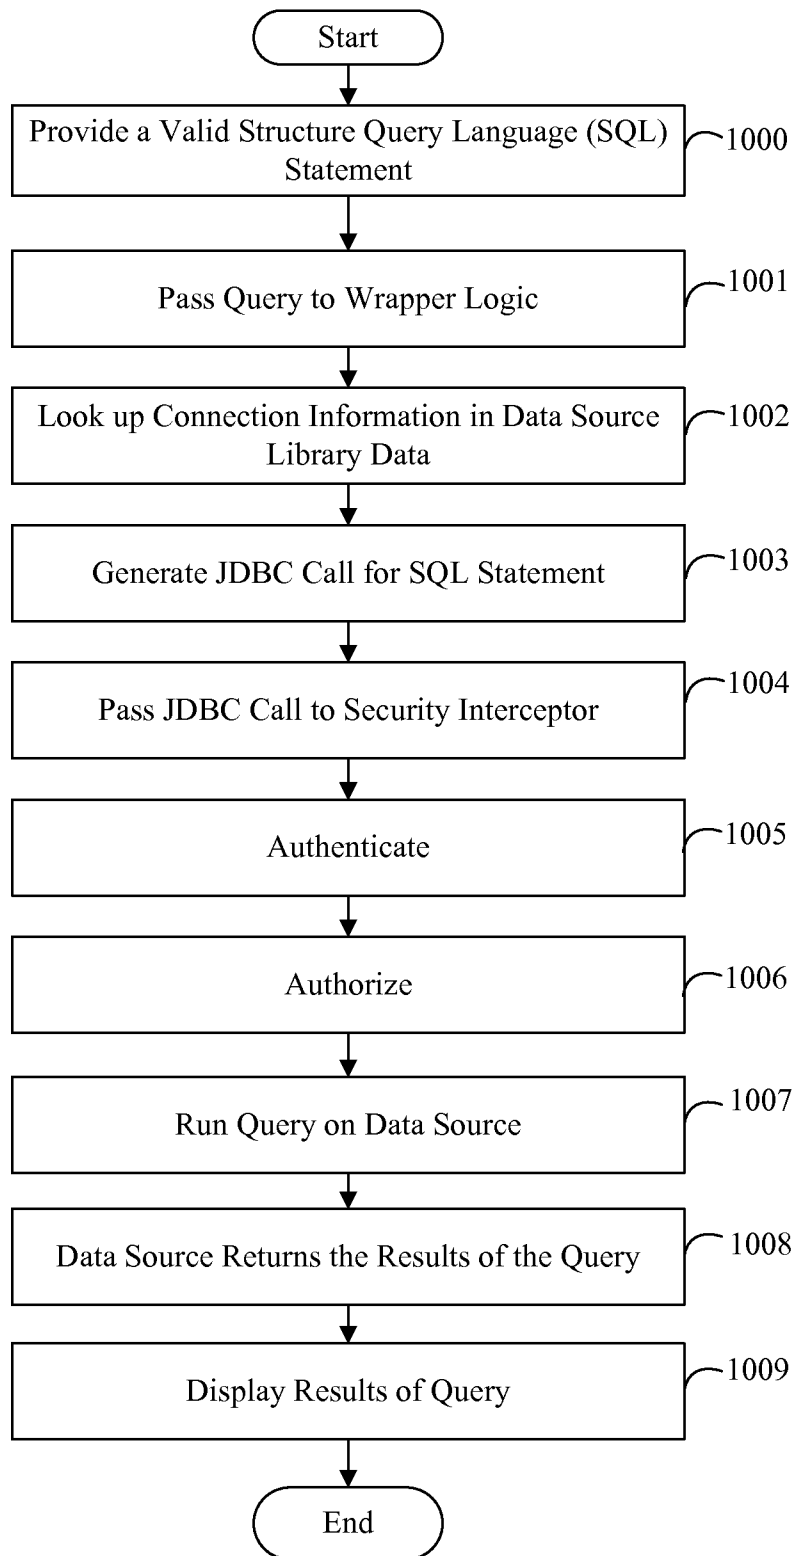 Start
Provide a Valid Structure Query Language (SQL)
Statement
1000
Pass Query to Wrapper Logic
1001
Look up Connection Information in Data Source
Library Data
1002
Generate JDBC Call for SQL Statement
1003
Pass JDBC Call to Security Interceptor
1004
Authenticate
1005
Authorize
1006
Run Query on Data Source
1007
Data Source Returns the Results of the Query
1008
Display Results of Query
1009
End